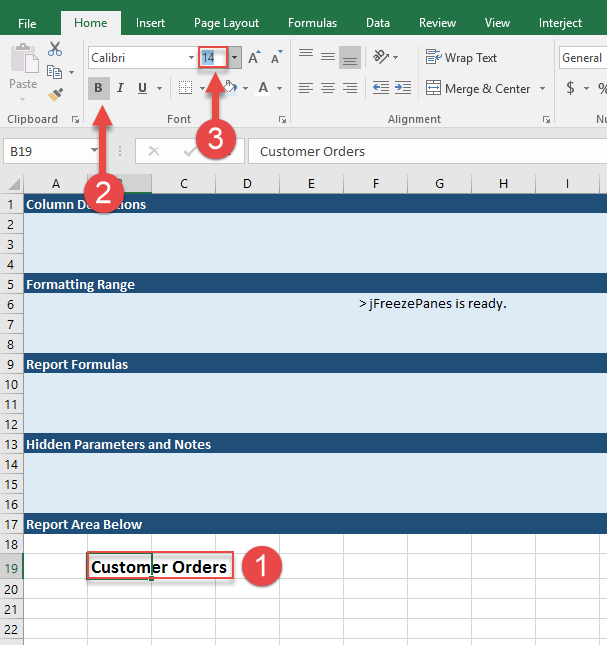 File Home Insert Page Layout Formulas Data Review View Interject
Calibri 14 A A Wrap Text General
Paste B I U A Merge & Center $ %
Clipboard Font Alignment
3
B19 Customer Orders
2
A C D E F G H I
1 Column De
2
3
4
5 Formatting Range
6 > jFreezePanes is ready.
7
8
9 Report Formulas
10
11
12
13 Hidden Parameters and Notes
14
15
16
17 Report Area Below
18
19 Customer Orders 1
20
21
22